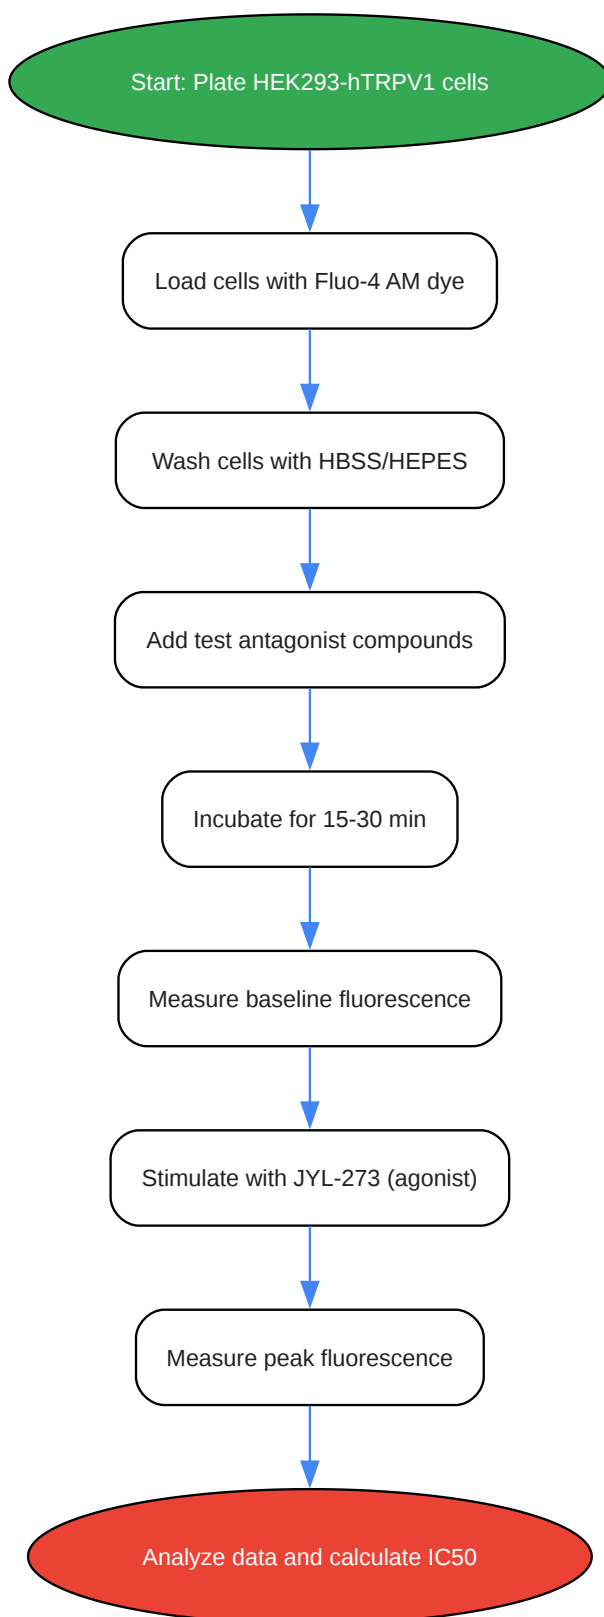 Start: Plate HEK293-hTRPV1 cells
Load cells with Fluo-4 AM dye
Wash cells with HBSS/HEPES
Add test antagonist compounds
Incubate for 15-30 min
Measure baseline fluorescence
Stimulate with JYL-273 (agonist)
Measure peak fluorescence
Analyze data and calculate IC50